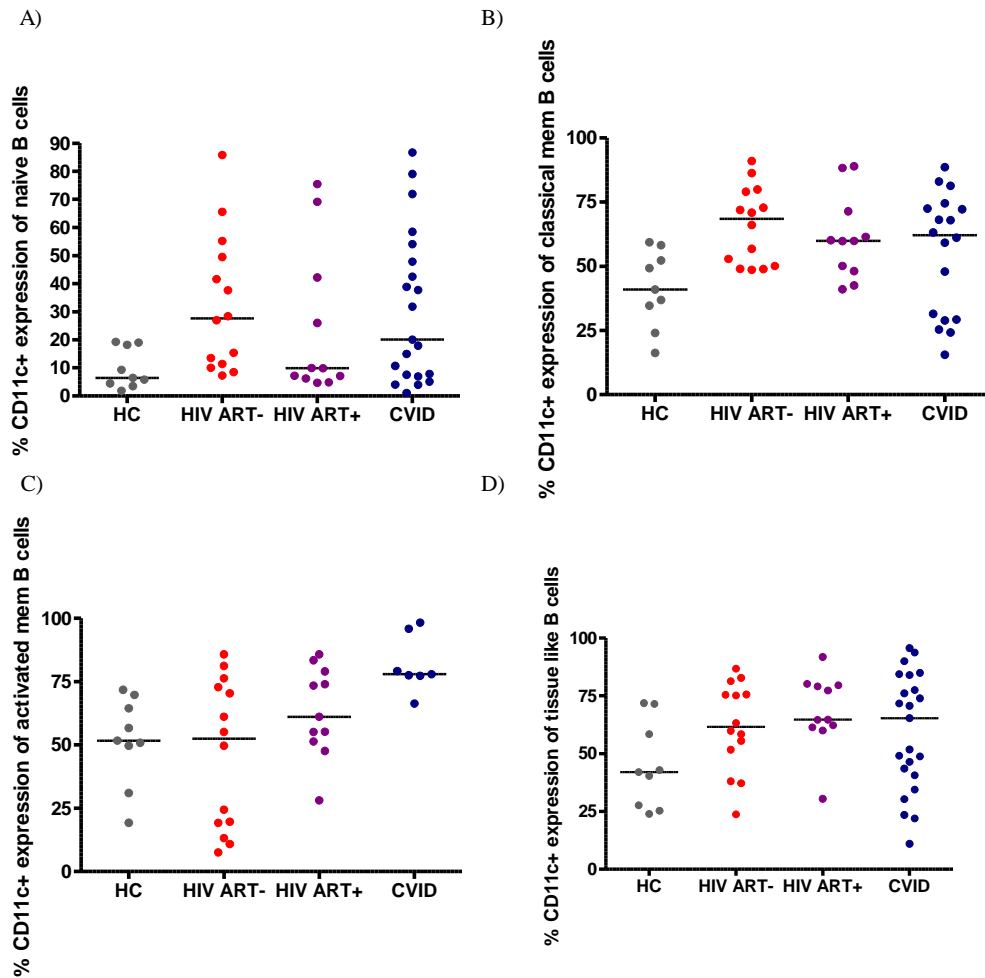 A)
% CD11c+ expression of naive B cells
90
80
70
60
50
40
30
20
10
0
HC HIV ART- HIV ART+ CVID
B)
% CD11c+ expression of classical mem B cells
100
75
50
25
0
HC HIV ART- HIV ART+ CVID
C)
% CD11c+ expression of activated mem B cells
100
75
50
25
0
HC HIV ART- HIV ART+ CVID
D)
% CD11c+ expression of tissue like B cells
100
75
50
25
0
HC HIV ART- HIV ART+ CVID